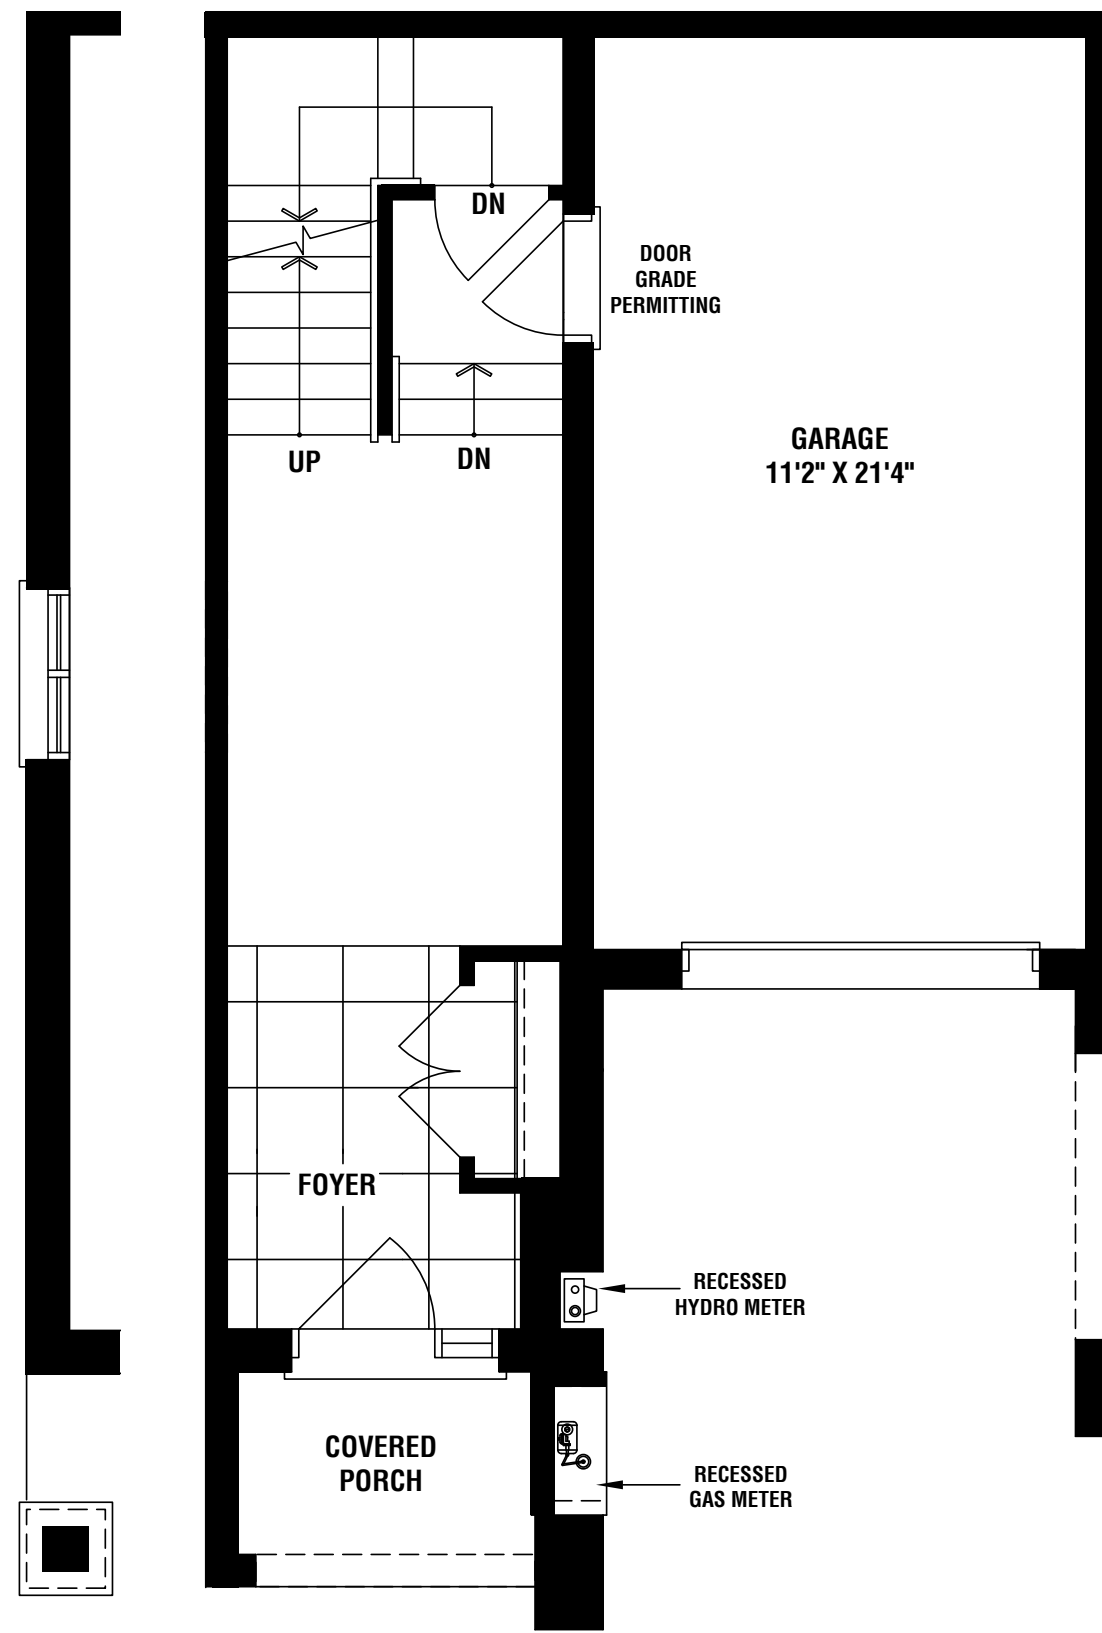 DN
DOOR
GRADE
PERMITTING
GARAGE
11'2" X 21'4"
UP
DN
FOYER
RECESSED
HYDRO METER
COVERED
PORCH
RECESSED
GAS METER